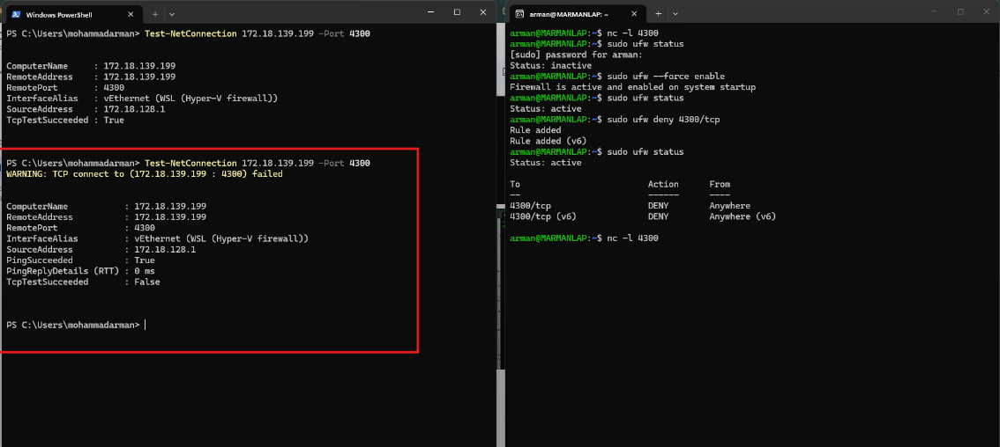 Windows PowerShell
PS C:\Users\mohammadarman> Test-NetConnection 172.18.139.199 -Port 4300
ComputerName     : 172.18.139.199
RemoteAddress    : 172.18.139.199
RemotePort       : 4300
InterfaceAlias   : vEthernet (WSL (Hyper-V firewall))
SourceAddress    : 172.18.128.1
TcpTestSucceeded : True
PS C:\Users\mohammadarman> Test-NetConnection 172.18.139.199 -Port 4300
WARNING: TCP connect to (172.18.139.199 : 4300) failed
ComputerName           : 172.18.139.199
RemoteAddress          : 172.18.139.199
RemotePort             : 4300
InterfaceAlias         : vEthernet (WSL (Hyper-V firewall))
SourceAddress          : 172.18.128.1
PingSucceeded          : True
PingReplyDetails (RTT) : 0 ms
TcpTestSucceeded       : False
PS C:\Users\mohammadarman>
arman@MARMANLAP: ~
arman@MARMANLAP:~$ nc -l 4300
arman@MARMANLAP:~$ sudo ufw status
[sudo] password for arman:
Status: inactive
arman@MARMANLAP:~$ sudo ufw --force enable
Firewall is active and enabled on system startup
arman@MARMANLAP:~$ sudo ufw status
Status: active
arman@MARMANLAP:~$ sudo ufw deny 4300/tcp
Rule added
Rule added (v6)
arman@MARMANLAP:~$ sudo ufw status
Status: active
To                         Action      From
--                         ------      ----
4300/tcp                   DENY        Anywhere
4300/tcp (v6)              DENY        Anywhere (v6)
arman@MARMANLAP:~$ nc -l 4300